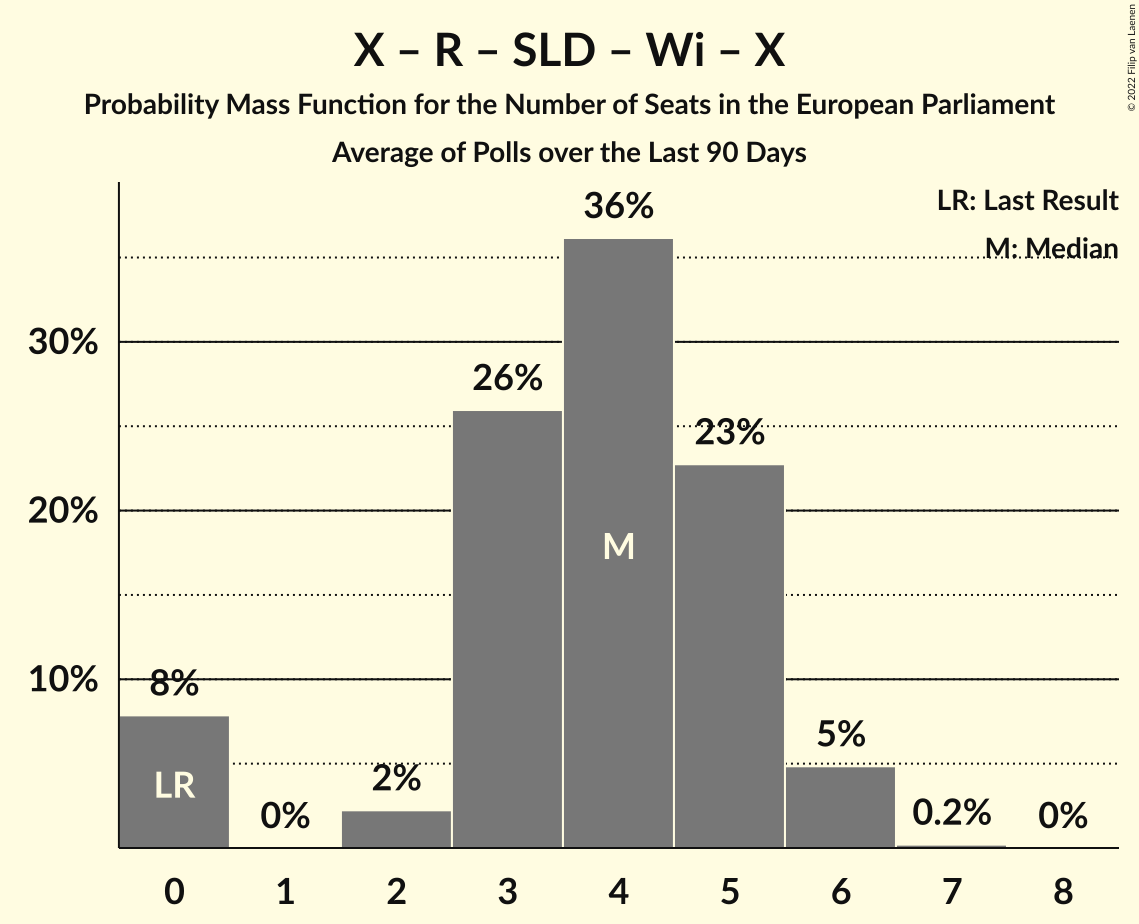 X – R – SLD – Wi – X
Probability Mass Function for the Number of Seats in the European Parliament
Average of Polls over the Last 90 Days
© 2022 Filip van Laenen
LR: Last Result
M: Median
30%
20%
10%
8%
0%
2%
26%
36%
23%
5%
0.2%
0%
LR
M
0 1 2 3 4 5 6 7 8